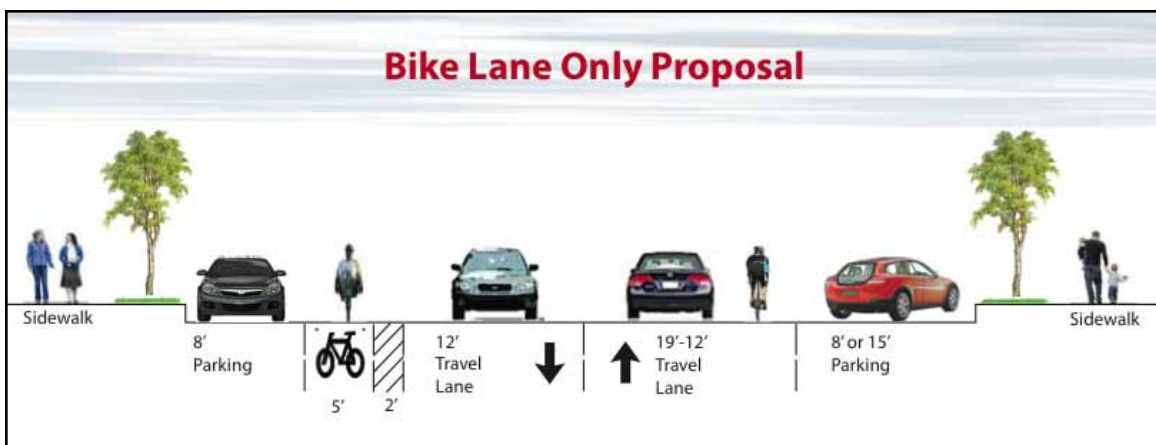 Bike Lane Only Proposal
Sidewalk
Sidewalk
8'
Parking
5'
2'
12'
Travel
Lane
19'-12'
Travel
Lane
8' or 15'
Parking